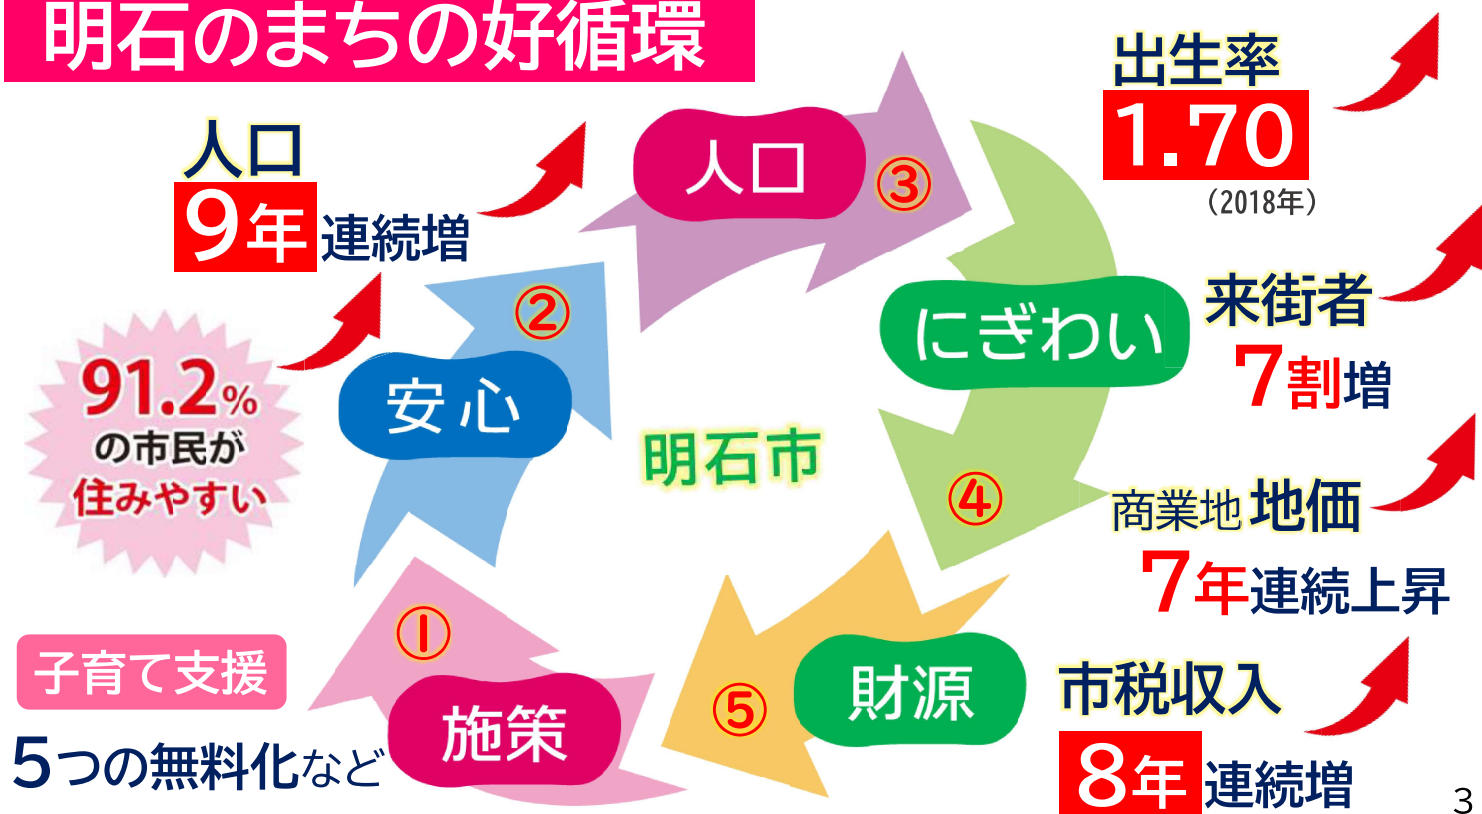 明石のまちの好循環
人口
9年連続増
91.2%
の市民が
住みやすい
子育て支援
5つの無料化など
人口
③
②
安心
明石市
①
施策
にぎわい
④
⑤
財源
出生率
1.70
（2018年）
来街者
7割増
商業地 地価
7年連続上昇
市税収入
8年連続増
3